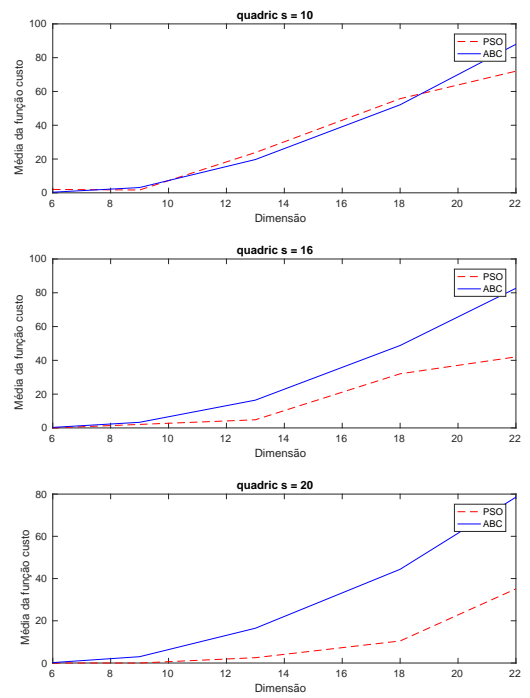 quadric s = 10
100
80
60
40
20
0
Média da função custo
PSO
ABC
6 8 10 12 14 16 18 20 22
Dimensão
quadric s = 16
100
80
60
40
20
0
Média da função custo
PSO
ABC
6 8 10 12 14 16 18 20 22
Dimensão
quadric s = 20
80
60
40
20
0
Média da função custo
PSO
ABC
6 8 10 12 14 16 18 20 22
Dimensão